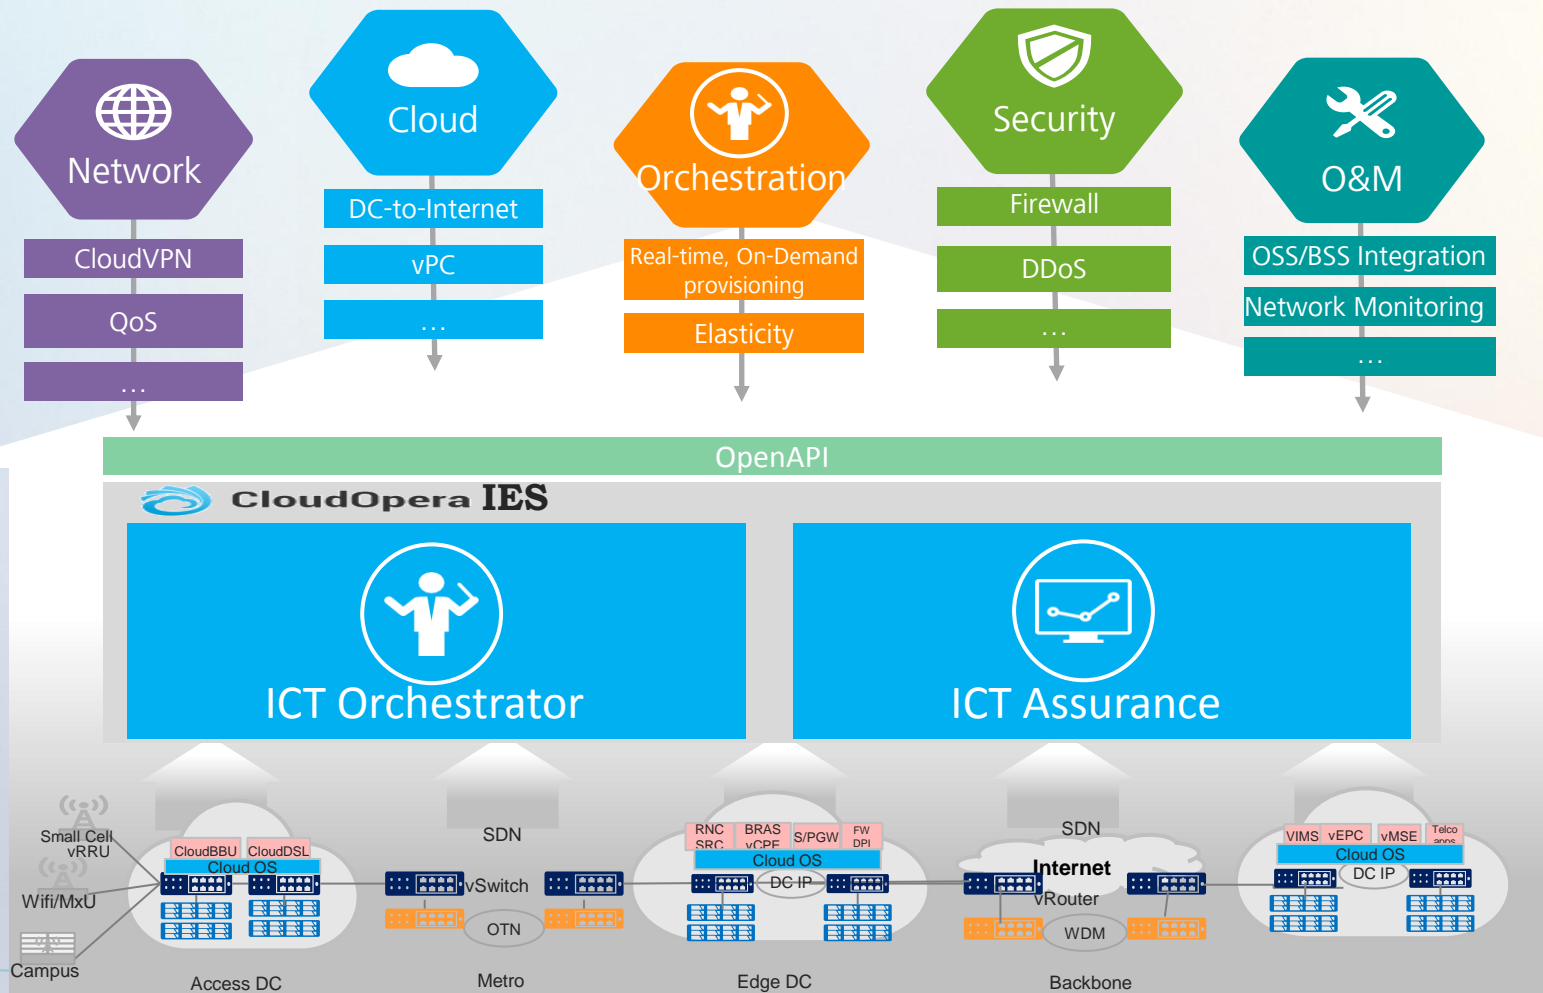 Network
CloudVPN
QoS
...
Cloud
DC-to-Internet
vPC
...
Orchestration
Real-time, On-Demand
provisioning
Elasticity
Security
Firewall
DDoS
...
O&M
OSS/BSS Integration
Network Monitoring
...
OpenAPI
CloudOpera IES
ICT Orchestrator
ICT Assurance
Small Cell
vRRU
Wifi/MxU
Campus
CloudBBU
CloudDSL
Cloud OS
Access DC
SDN
vSwitch
OTN
Metro
RNC
SRC
BRAS
vCPE
S/PGW
FW
DPI
Cloud OS
DC IP
Edge DC
SDN
Internet
vRouter
WDM
Backbone
VIMS
vEPC
vMSE
Telco
apps
Cloud OS
DC IP